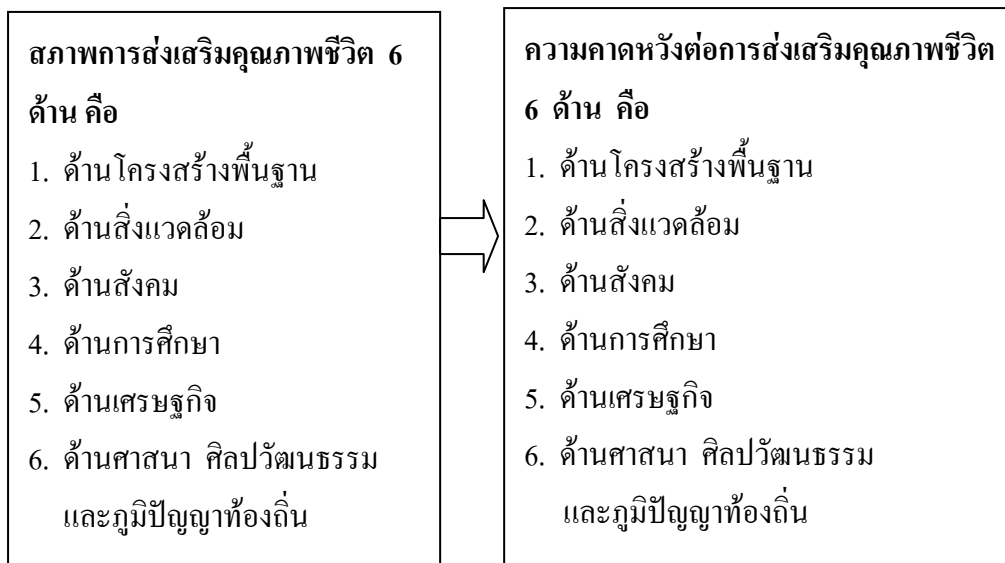 สภาพการส่งเสริมคุณภาพชีวิต 6
ด้าน คือ
1. ด้านโครงสร้างพื้นฐาน
2. ด้านสิ่งแวดล้อม
3. ด้านสังคม
4. ด้านการศึกษา
5. ด้านเศรษฐกิจ
6. ด้านศาสนา ศิลปวัฒนธรรม
และภูมิปัญญาท้องถิ่น
ความคาดหวังต่อการส่งเสริมคุณภาพชีวิต
6 ด้าน คือ
1. ด้านโครงสร้างพื้นฐาน
2. ด้านสิ่งแวดล้อม
3. ด้านสังคม
4. ด้านการศึกษา
5. ด้านเศรษฐกิจ
6. ด้านศาสนา ศิลปวัฒนธรรม
และภูมิปัญญาท้องถิ่น